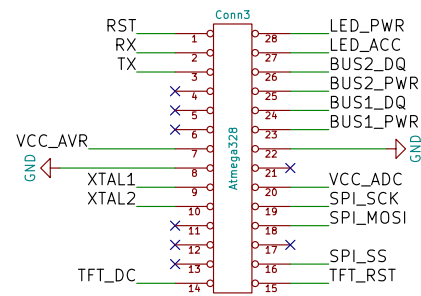 Conn3
RST 1 28 LED_PWR
RX 2 27 LED_ACC
TX 3 26 BUS2_DQ
4 25 BUS2_PWR
5 24 BUS1_DQ
6 23 BUS1_PWR
VCC_AVR 7 22 GND
GND 8 21
XTAL1 9 20 VCC_ADC
XTAL2 10 19 SPI_SCK
11 18 SPI_MOSI
12 17
13 16 SPI_SS
TFT_DC 14 15 TFT_RST
Atmega328